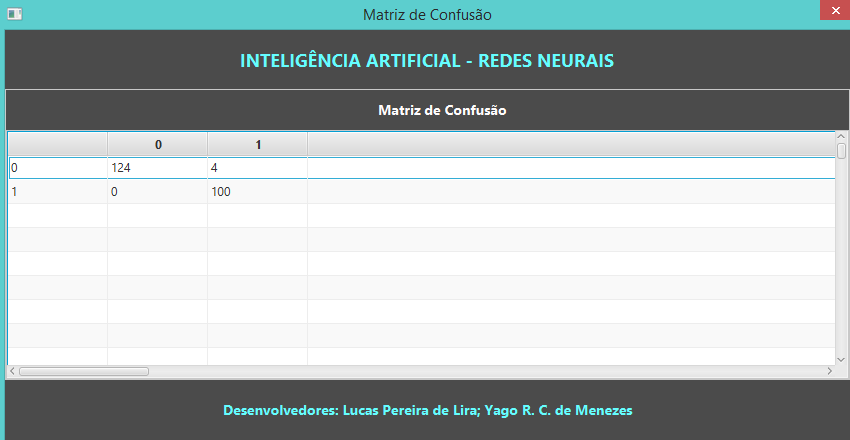 Matriz de Confusão
INTELIGÊNCIA ARTIFICIAL - REDES NEURAIS
Matriz de Confusão
0 1
0 124 4
1 0 100
Desenvolvedores: Lucas Pereira de Lira; Yago R. C. de Menezes